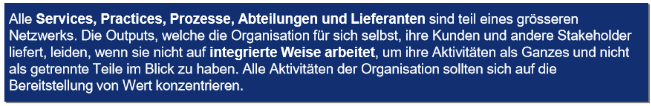 Alle Services, Practices, Prozesse, Abteilungen und Lieferanten sind teil eines grösseren
Netzwerks. Die Outputs, welche die Organisation für sich selbst, ihre Kunden und andere Stakeholder
liefert, leiden, wenn sie nicht auf integrierte Weise arbeitet, um ihre Aktivitäten als Ganzes und nicht
als getrennte Teile im Blick zu haben. Alle Aktivitäten der Organisation sollten sich auf die
Bereitstellung von Wert konzentrieren.